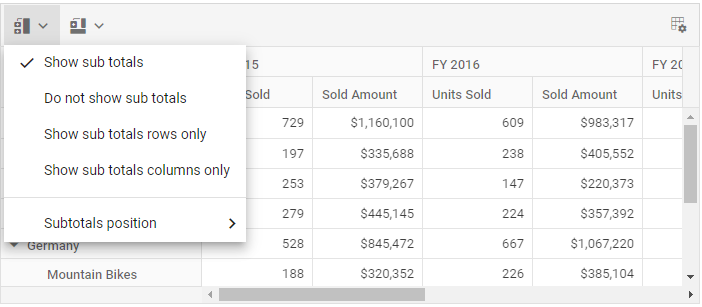 Show sub totals
Do not show sub totals
Show sub totals rows only
Show sub totals columns only
Subtotals position
15 FY 2016 FY 20
Sold Sold Amount Units Sold Sold Amount Units
729 $1,160,100 609 $983,317
197 $335,688 238 $405,552
253 $379,267 147 $220,373
279 $445,145 224 $357,392
Germany 528 $845,472 667 $1,067,220
Mountain Bikes 188 $320,352 226 $385,104